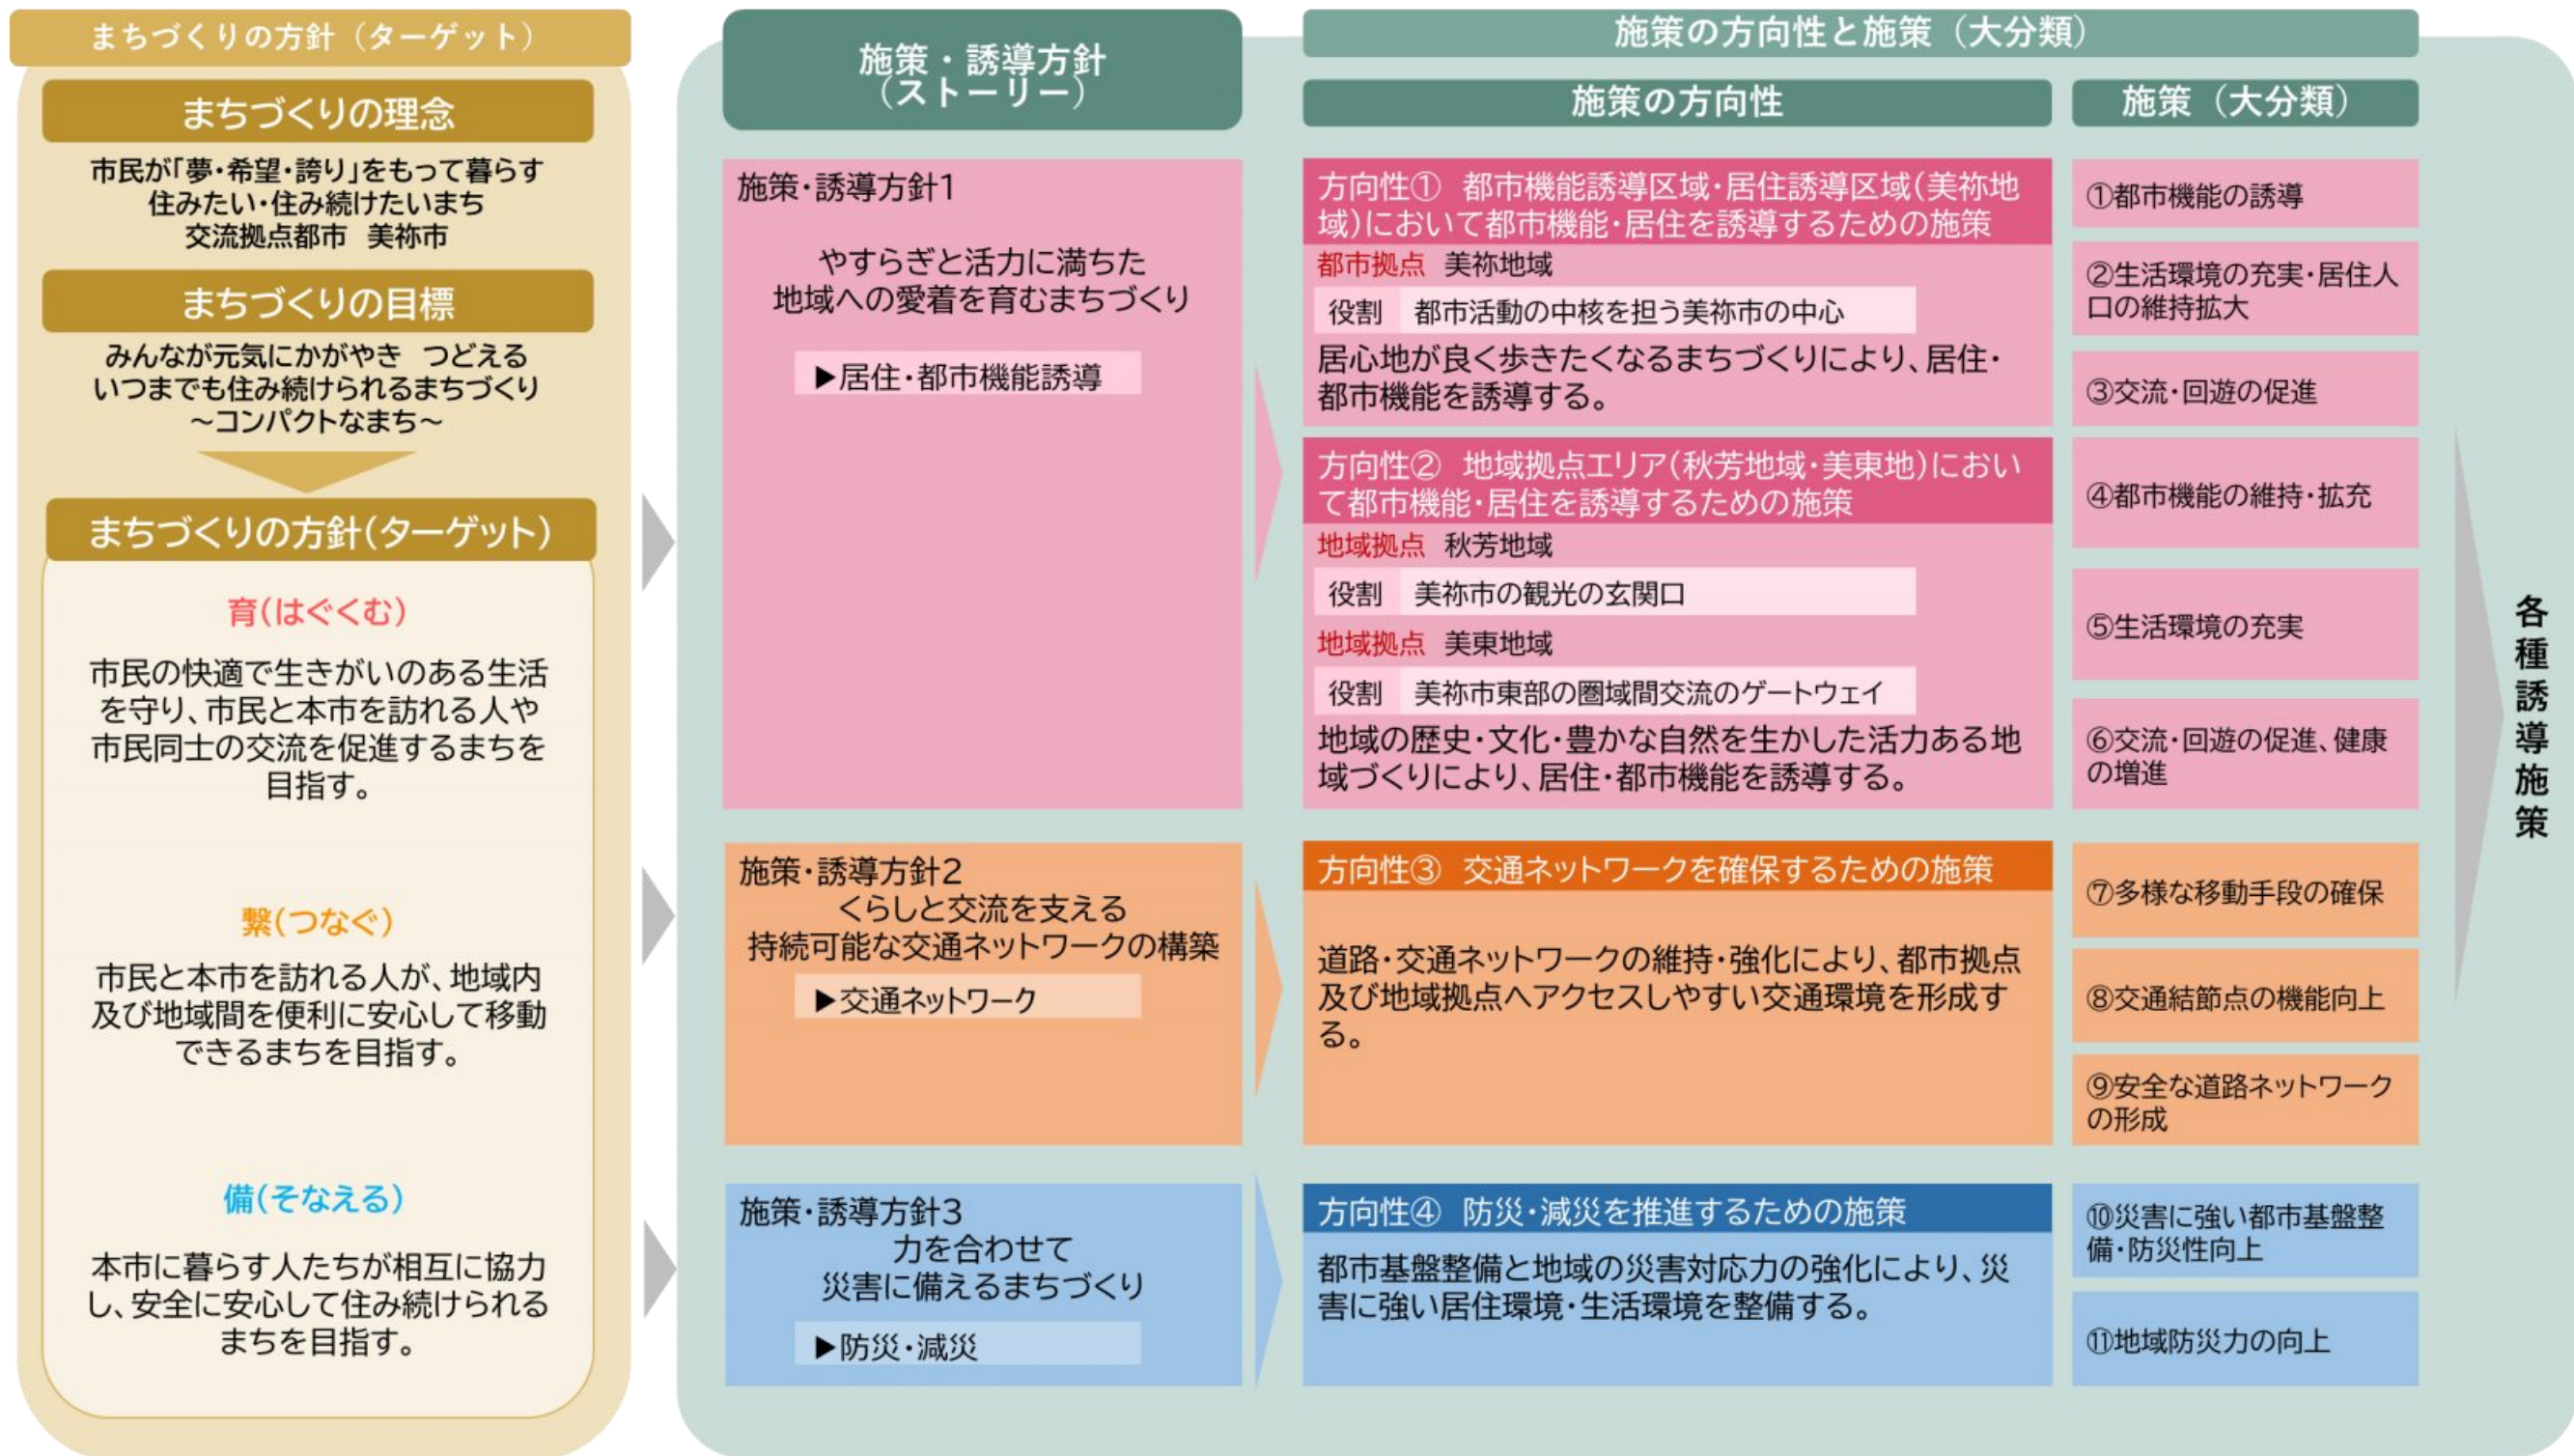 まちづくりの方針（ターゲット）
まちづくりの理念
市民が「夢・希望・誇り」をもって暮らす
住みたい・住み続けたいまち
交流拠点都市　美祢市
まちづくりの目標
みんなが元気にかがやき　つどえる
いつまでも住み続けられるまちづくり
～コンパクトなまち～
まちづくりの方針(ターゲット)
育(はぐくむ)
市民の快適で生きがいのある生活
を守り、市民と本市を訪れる人や
市民同士の交流を促進するまちを
目指す。
繋(つなぐ)
市民と本市を訪れる人が、地域内
及び地域間を便利に安心して移動
できるまちを目指す。
備(そなえる)
本市に暮らす人たちが相互に協力
し、安全に安心して住み続けられる
まちを目指す。
施策・誘導方針
（ストーリー）
施策・誘導方針1
やすらぎと活力に満ちた
地域への愛着を育むまちづくり
▶居住・都市機能誘導
施策・誘導方針2
くらしと交流を支える
持続可能な交通ネットワークの構築
▶交通ネットワーク
施策・誘導方針3
力を合わせて
災害に備えるまちづくり
▶防災・減災
施策の方向性と施策（大分類）
施策の方向性
方向性①　都市機能誘導区域・居住誘導区域(美祢地
域)において都市機能・居住を誘導するための施策
都市拠点　美祢地域
役割　都市活動の中核を担う美祢市の中心
居心地が良く歩きたくなるまちづくりにより、居住・
都市機能を誘導する。
方向性②　地域拠点エリア(秋芳地域・美東地)におい
て都市機能・居住を誘導するための施策
地域拠点　秋芳地域
役割　美祢市の観光の玄関口
地域拠点　美東地域
役割　美祢市東部の圏域間交流のゲートウェイ
地域の歴史・文化・豊かな自然を生かした活力ある地
域づくりにより、居住・都市機能を誘導する。
方向性③　交通ネットワークを確保するための施策
道路・交通ネットワークの維持・強化により、都市拠点
及び地域拠点へアクセスしやすい交通環境を形成す
る。
方向性④　防災・減災を推進するための施策
都市基盤整備と地域の災害対応力の強化により、災
害に強い居住環境・生活環境を整備する。
施策（大分類）
①都市機能の誘導
②生活環境の充実・居住人
口の維持拡大
③交流・回遊の促進
④都市機能の維持・拡充
⑤生活環境の充実
⑥交流・回遊の促進、健康
の増進
⑦多様な移動手段の確保
⑧交通結節点の機能向上
⑨安全な道路ネットワーク
の形成
⑩災害に強い都市基盤整
備・防災性向上
⑪地域防災力の向上
各種誘導施策